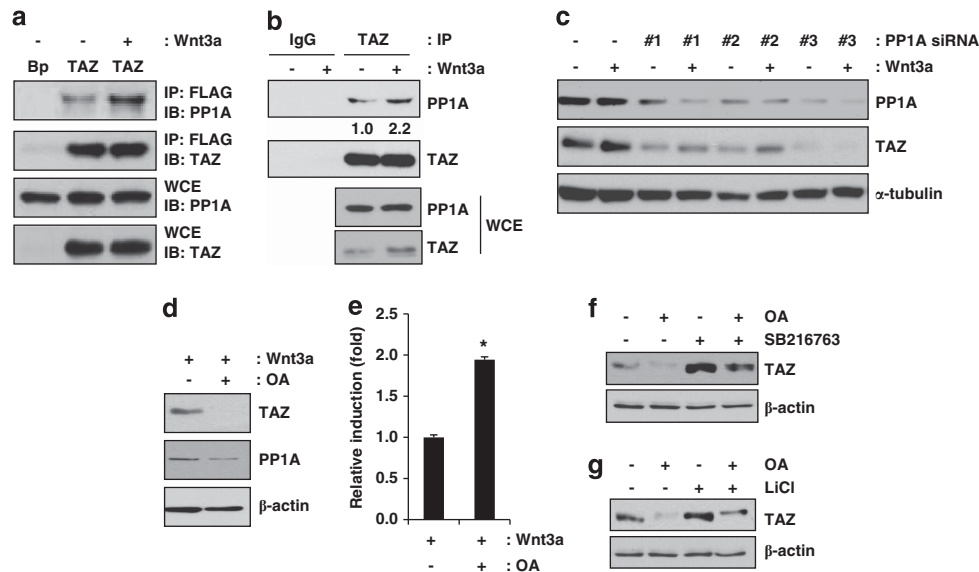 a
- - + : Wnt3a
Bp TAZ TAZ
IP: FLAG
IB: PP1A
IP: FLAG
IB: TAZ
WCE
IB: PP1A
WCE
IB: TAZ
b
IgG TAZ : IP
- + - + : Wnt3a
PP1A
1.0 2.2
TAZ
PP1A
TAZ
WCE
c
- - #1 #1 #2 #2 #3 #3 : PP1A siRNA
- + - + - + - + : Wnt3a
PP1A
TAZ
α-tubulin
d
+ + : Wnt3a
- + : OA
TAZ
PP1A
β-actin
e
Relative induction (fold)
2.5
2.0
1.5
1.0
0.5
0.0
*
+ + : Wnt3a
- + : OA
f
- + - + OA
- - + + SB216763
TAZ
β-actin
g
- + - + OA
- - + + LiCl
TAZ
β-actin